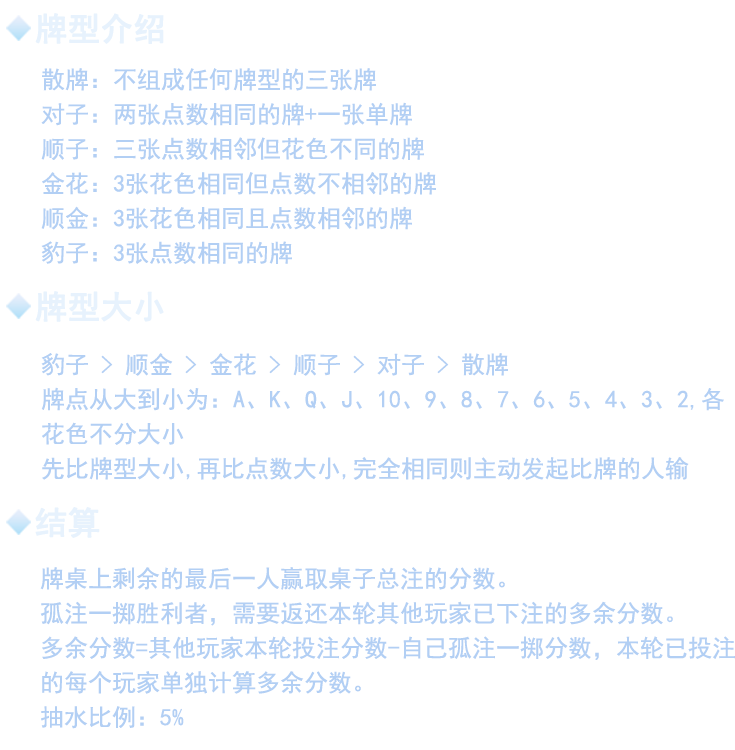 牌型介绍
散牌：不组成任何牌型的三张牌
对子：两张点数相同的牌+一张单牌
顺子：三张点数相邻但花色不同的牌
金花：3张花色相同但点数不相邻的牌
顺金：3张花色相同且点数相邻的牌
豹子：3张点数相同的牌
牌型大小
豹子 > 顺金 > 金花 > 顺子 > 对子 > 散牌
牌点从大到小为：A、K、Q、J、10、9、8、7、6、5、4、3、2,各
花色不分大小
先比牌型大小,再比点数大小,完全相同则主动发起比牌的人输
结算
牌桌上剩余的最后一人赢取桌子总注的分数。
孤注一掷胜利者，需要返还本轮其他玩家已下注的多余分数。
多余分数=其他玩家本轮投注分数-自己孤注一掷分数，本轮已投注
的每个玩家单独计算多余分数。
抽水比例：5%